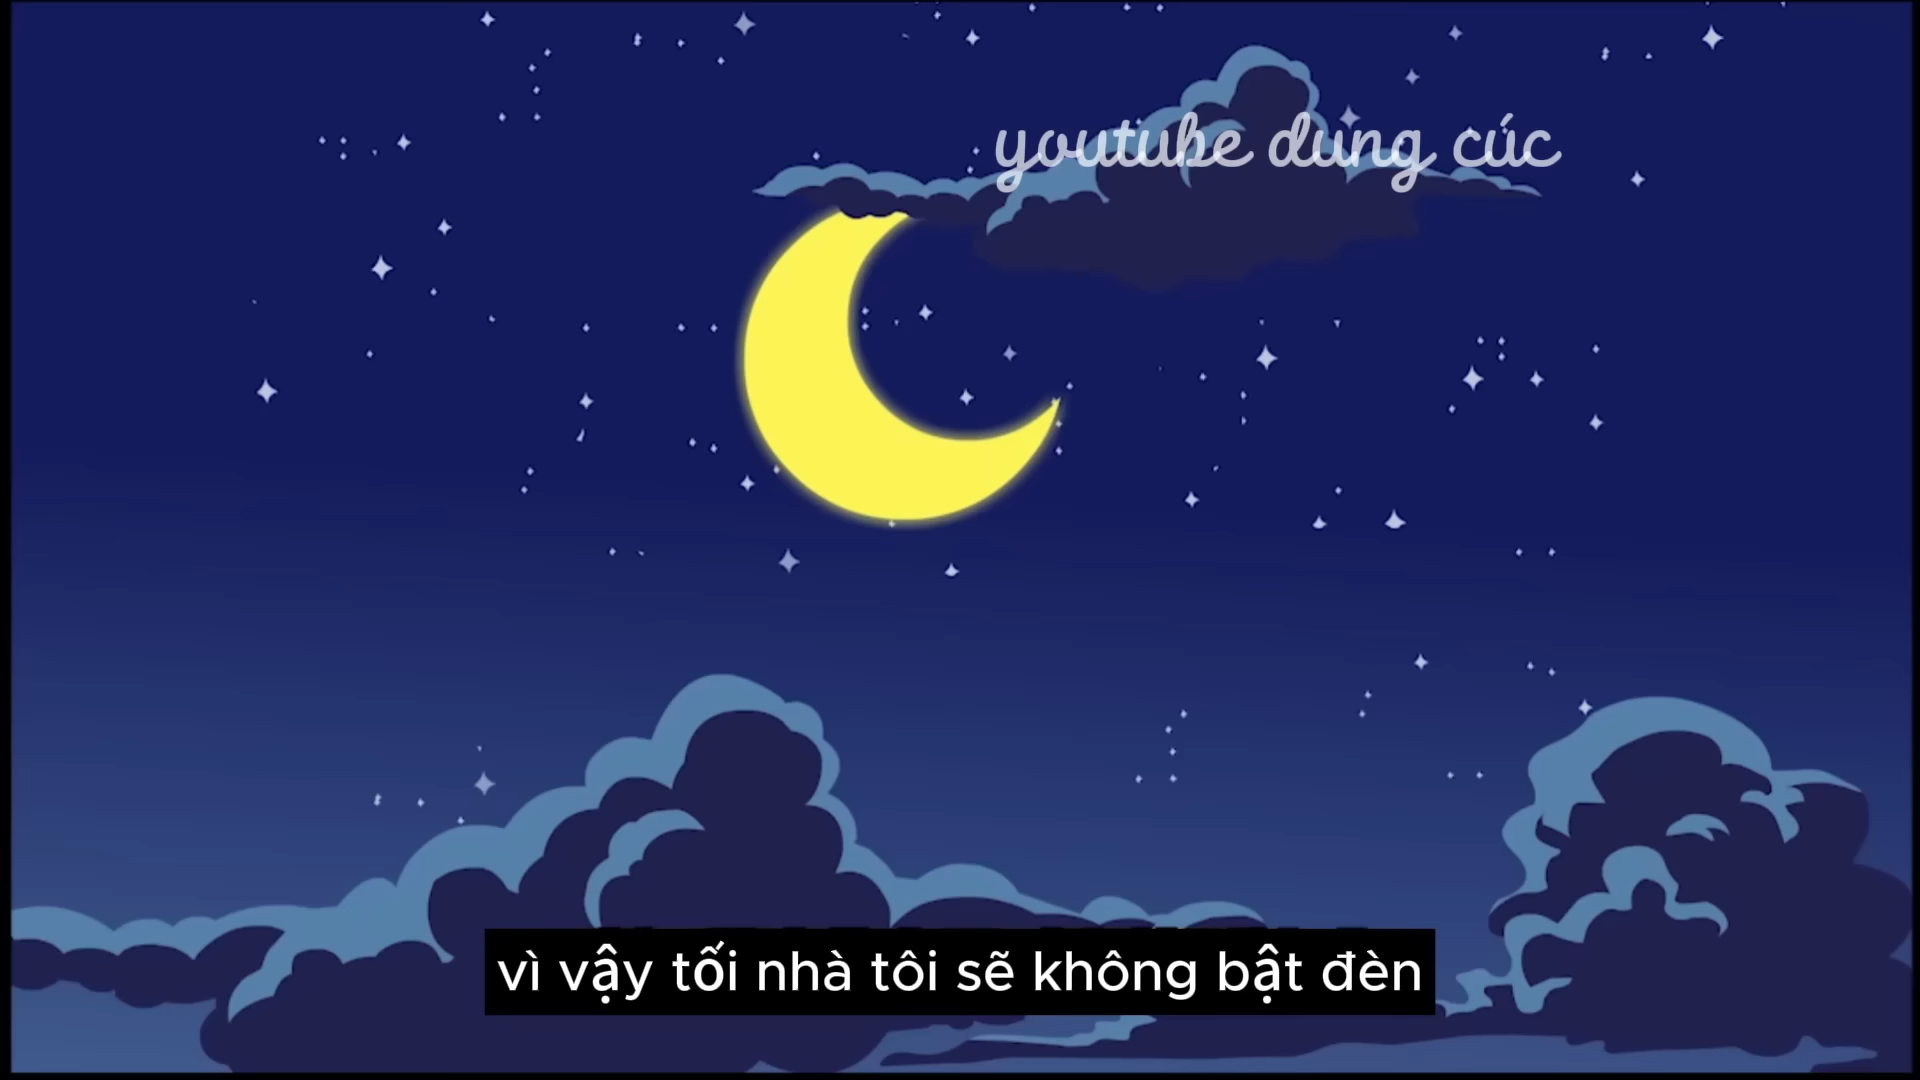 youtube dung cúc
vì vậy tối nhà tôi sẽ không bật đèn